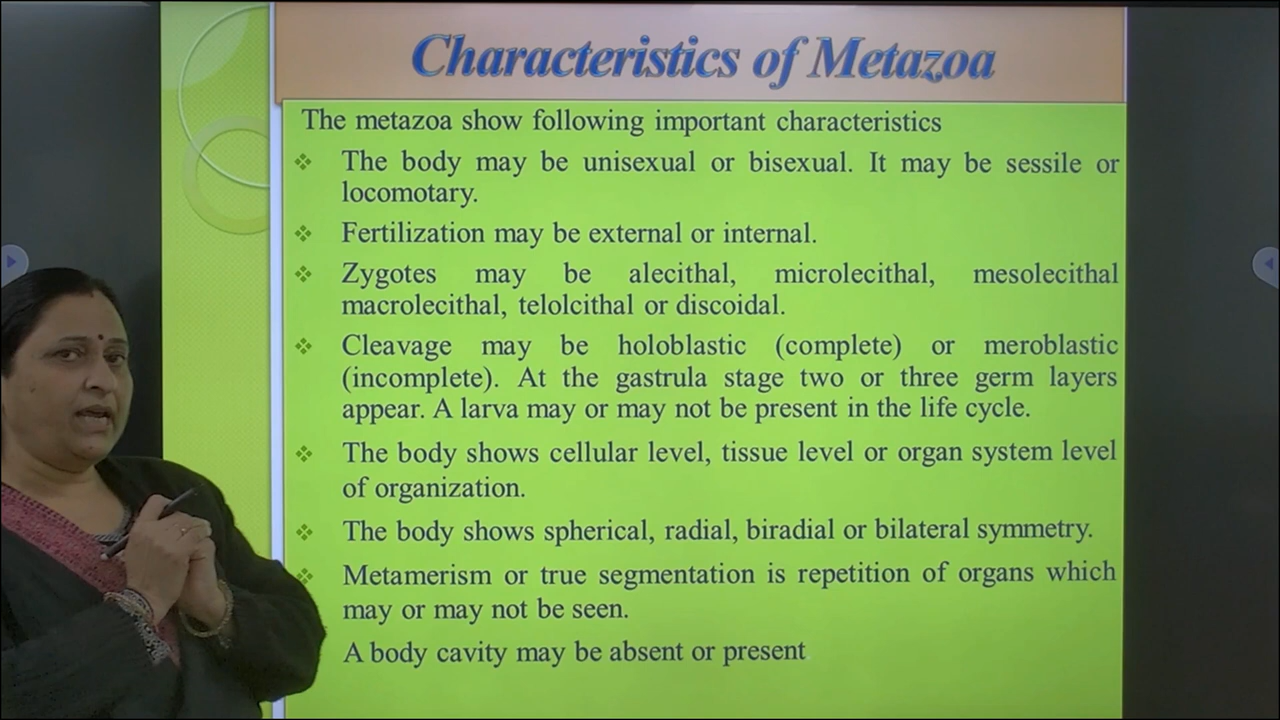 Characteristics of Metazoa
The metazoa show following important characteristics
The body may be unisexual or bisexual. It may be sessile or
locomotary.
Fertilization may be external or internal.
Zygotes may be alecithal, microlecithal, mesolecithal
macrolecithal, telolcithal or discoidal.
Cleavage may be holoblastic (complete) or meroblastic
(incomplete). At the gastrula stage two or three germ layers
appear. A larva may or may not be present in the life cycle.
The body shows cellular level, tissue level or organ system level
of organization.
The body shows spherical, radial, biradial or bilateral symmetry.
Metamerism or true segmentation is repetition of organs which
may or may not be seen.
A body cavity may be absent or present